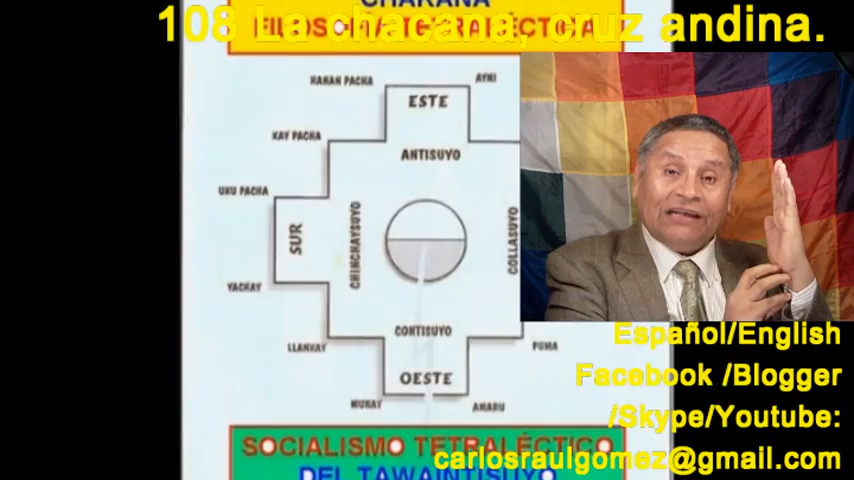 108 La chacana, cruz andina.
CHAKANA
FILOSOFIA TETRALÉCTICA
HANAN PACHA
AYNI
ESTE
KAY PACHA
ANTISUYO
UKU PACHA
SUR
CHINCHAYSUYO
COLLASUYO
YACHAY
CONTISUYO
LLANKAY
PUMA
OESTE
MUNAY
AMARU
Español/English
Facebook /Blogger
/Skype/Youtube:
carlosraulgomez@gmail.com
SOCIALISMO TETRALÉCTICO
DEL TAWAINTISUYO